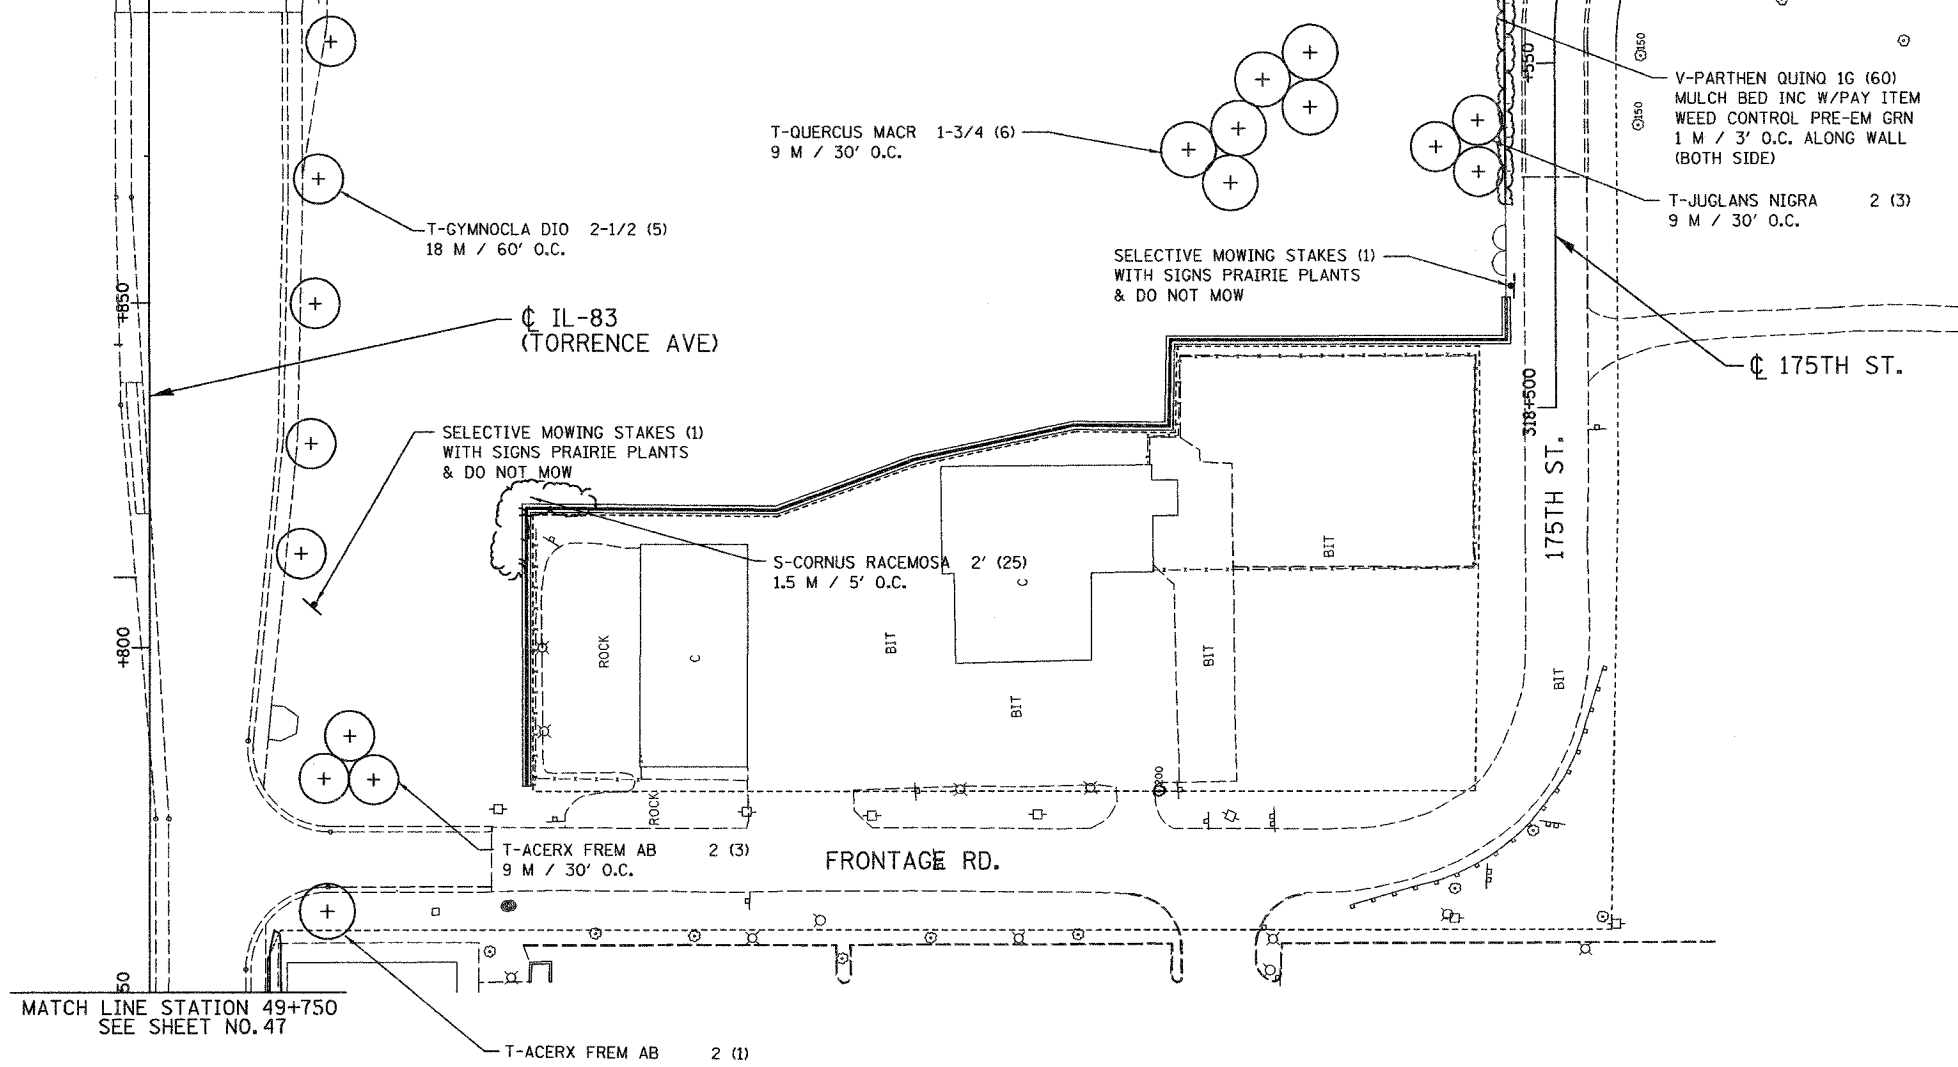 +550
150
150
V-PARTHEN QUINQ 1G (60)
MULCH BED INC W/PAY ITEM
WEED CONTROL PRE-EM GRN
1 M / 3' O.C. ALONG WALL
(BOTH SIDE)
T-QUERCUS MACR 1-3/4 (6)
9 M / 30' O.C.
T-JUGLANS NIGRA 2 (3)
9 M / 30' O.C.
T-GYMNOCLA DIO 2-1/2 (5)
18 M / 60' O.C.
SELECTIVE MOWING STAKES (1)
WITH SIGNS PRAIRIE PLANTS
& DO NOT MOW
+850
℄ IL-83
(TORRENCE AVE)
℄ 175TH ST.
318+500
175TH ST.
SELECTIVE MOWING STAKES (1)
WITH SIGNS PRAIRIE PLANTS
& DO NOT MOW
S-CORNUS RACEMOSA 2' (25)
1.5 M / 5' O.C.
BIT
C
+800
ROCK
C
BIT
BIT
BIT
BIT
200
ROCK
T-ACERX FREM AB 2 (3)
9 M / 30' O.C.
FRONTAGE RD.
50
MATCH LINE STATION 49+750
SEE SHEET NO. 47
T-ACERX FREM AB 2 (1)